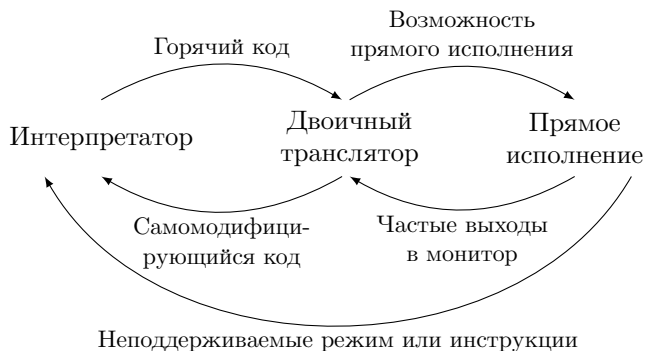 Возможность
прямого исполнения
Горячий код
Интерпретатор
Двоичный
транслятор
Прямое
исполнение
Самомодифици-
рующийся код
Частые выходы
в монитор
Неподдерживаемые режим или инструкции